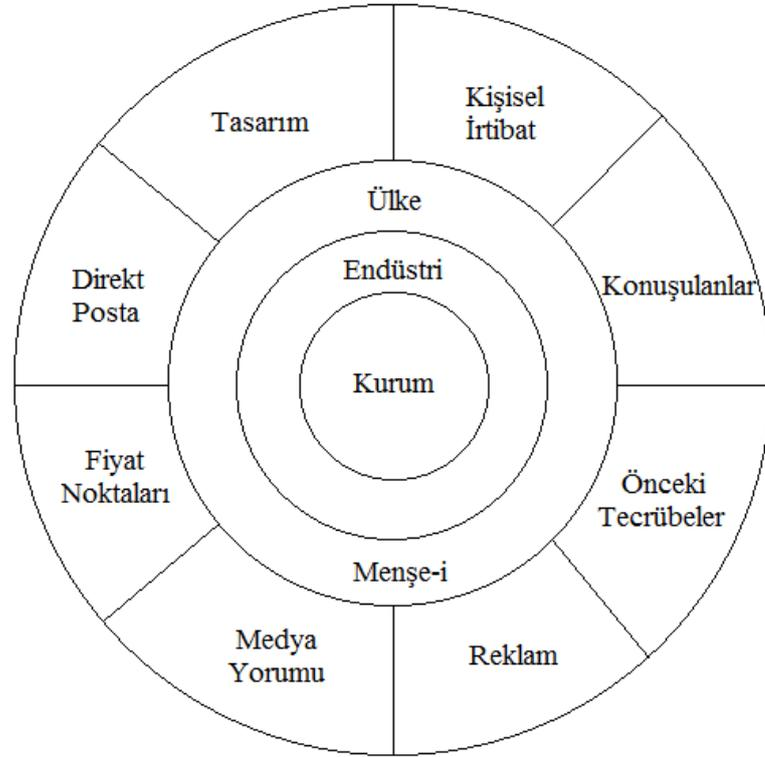 Kişisel
İrtibat
Tasarım
Ülke
Endüstri
Direkt
Posta
Konuşulanlar
Kurum
Fiyat
Noktaları
Önceki
Tecrübeler
Menşe-i
Medya
Yorumu
Reklam